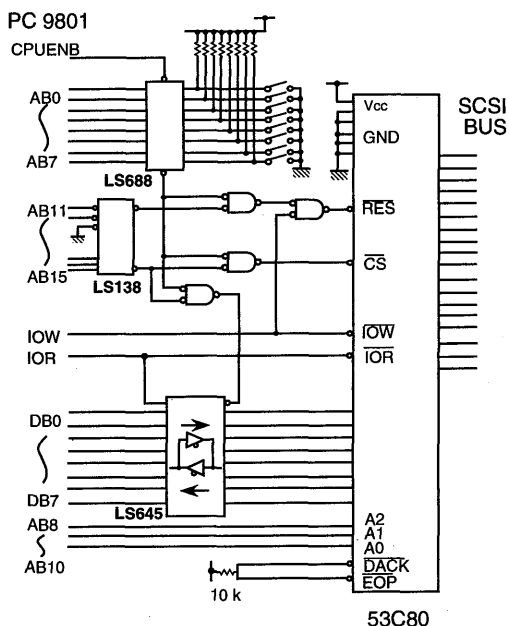 PC 9801
CPUENB
AB0
AB7
LS688
Vcc
GND
SCSI
BUS
AB11
AB15
LS138
RES
CS
IOW
IOR
IOW
IOR
DB0
DB7
LS645
AB8
AB10
A2
A1
A0
DACK
EOP
10 k
53C80